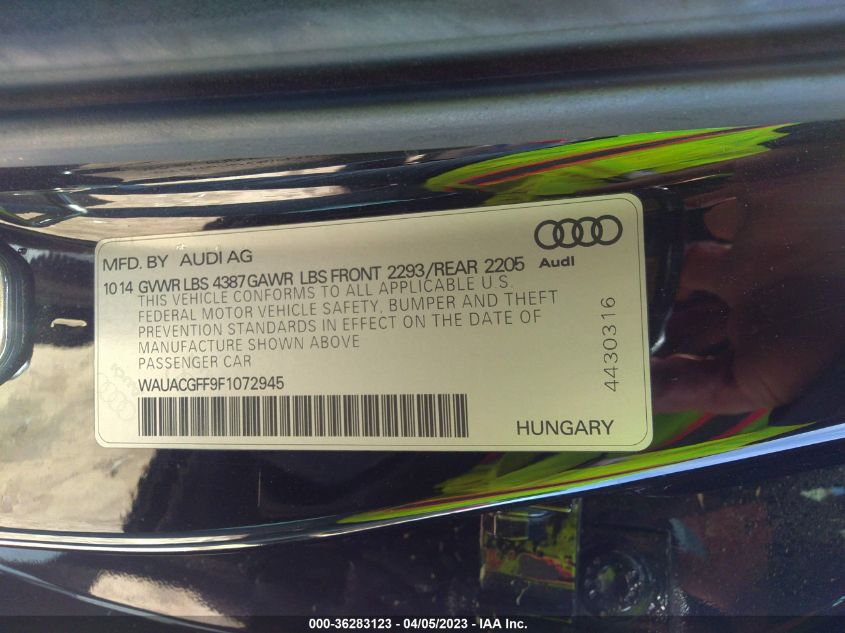 MFD. BY AUDI AG
1014 GVWR LBS 4387 GAWR LBS FRONT 2293/REAR 2205
Audi
THIS VEHICLE CONFORMS TO ALL APPLICABLE U.S.
FEDERAL MOTOR VEHICLE SAFETY, BUMPER AND THEFT
PREVENTION STANDARDS IN EFFECT ON THE DATE OF
MANUFACTURE SHOWN ABOVE
PASSENGER CAR
WAUACGFF9F1072945
4430316
HUNGARY
000-36283123 - 04/05/2023 - IAA Inc.